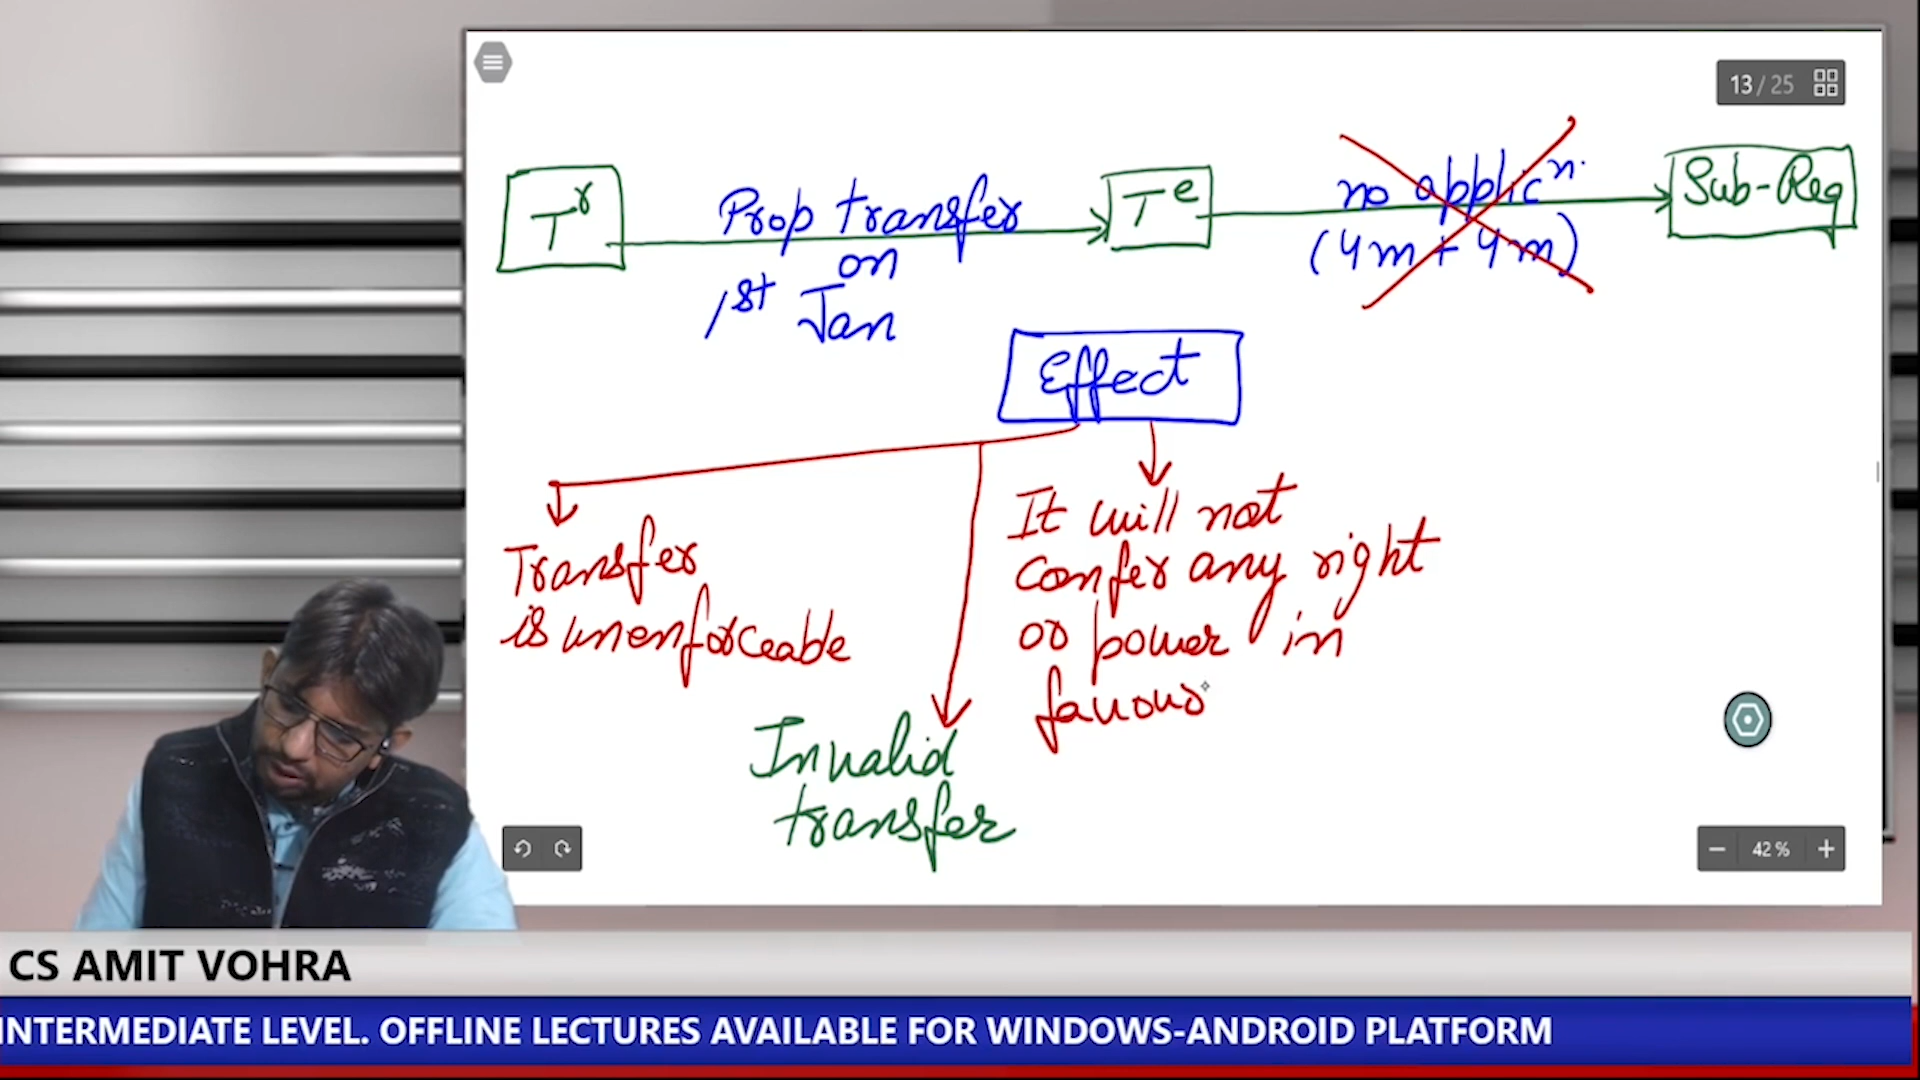 13 / 25
Tr
Prop transfer
on
1st Jan
Te
no applicn.
(4m + 4m)
Sub-Reg
Effect
Transfer
is unenforceable
Invalid
transfer
It will not
confer any right
or power in
favour
42 %
CS AMIT VOHRA
INTERMEDIATE LEVEL. OFFLINE LECTURES AVAILABLE FOR WINDOWS-ANDROID PLATFORM